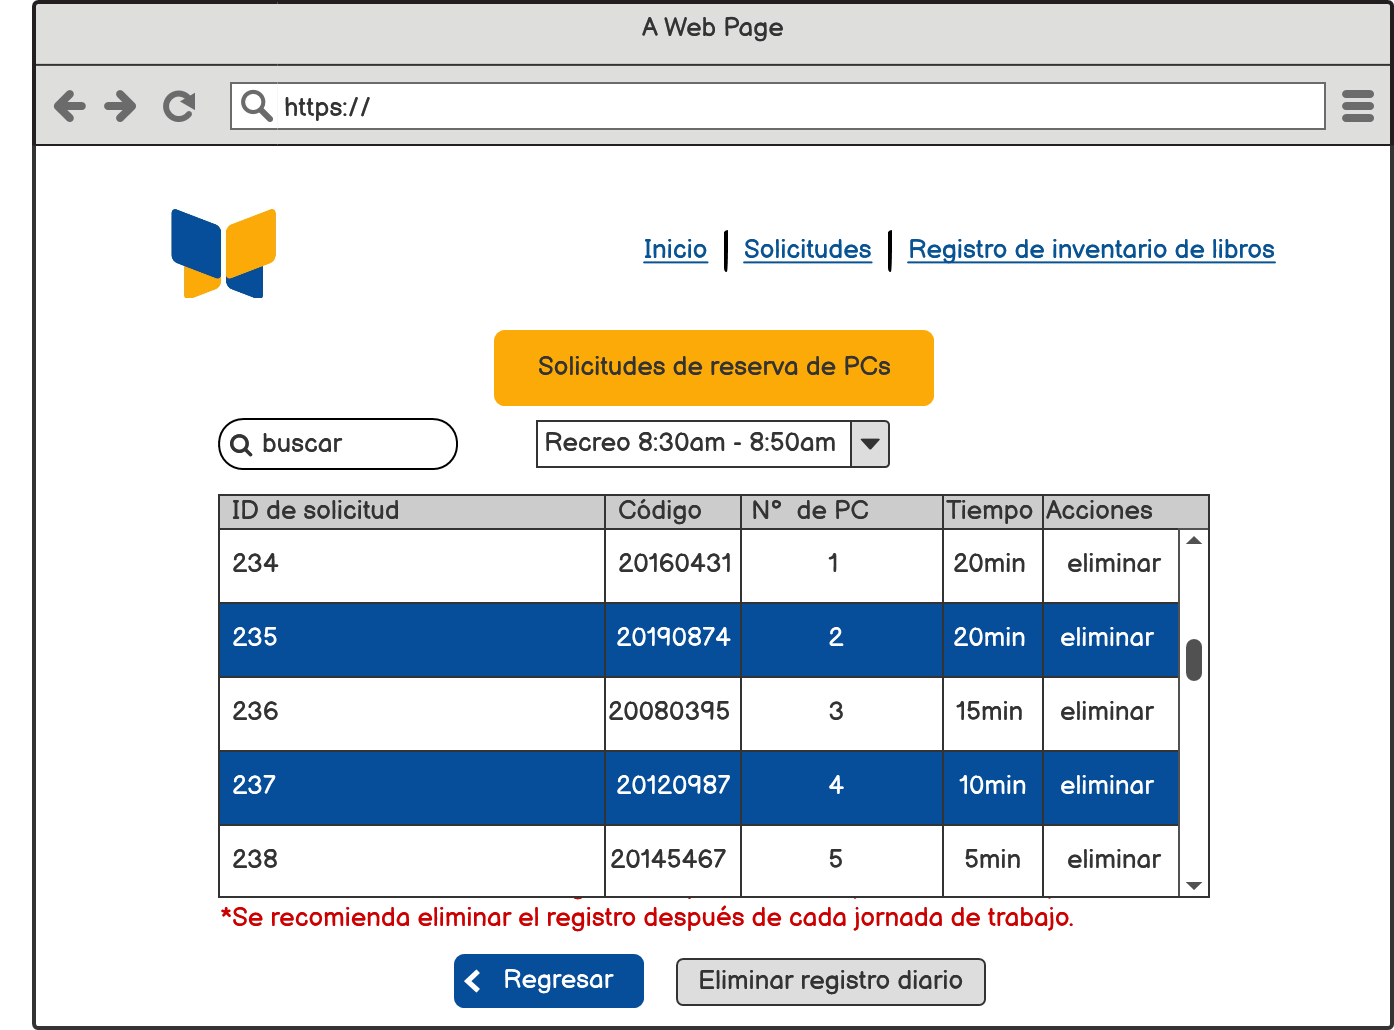 A Web Page
https://
Inicio Solicitudes Registro de inventario de libros
Solicitudes de reserva de PCs
buscar Recreo 8:30am - 8:50am
ID de solicitud Código N° de PC Tiempo Acciones
234 20160431 1 20min eliminar
235 20190874 2 20min eliminar
236 20080395 3 15min eliminar
237 20120987 4 10min eliminar
238 20145467 5 5min eliminar
*Se recomienda eliminar el registro después de cada jornada de trabajo.
Regresar Eliminar registro diario